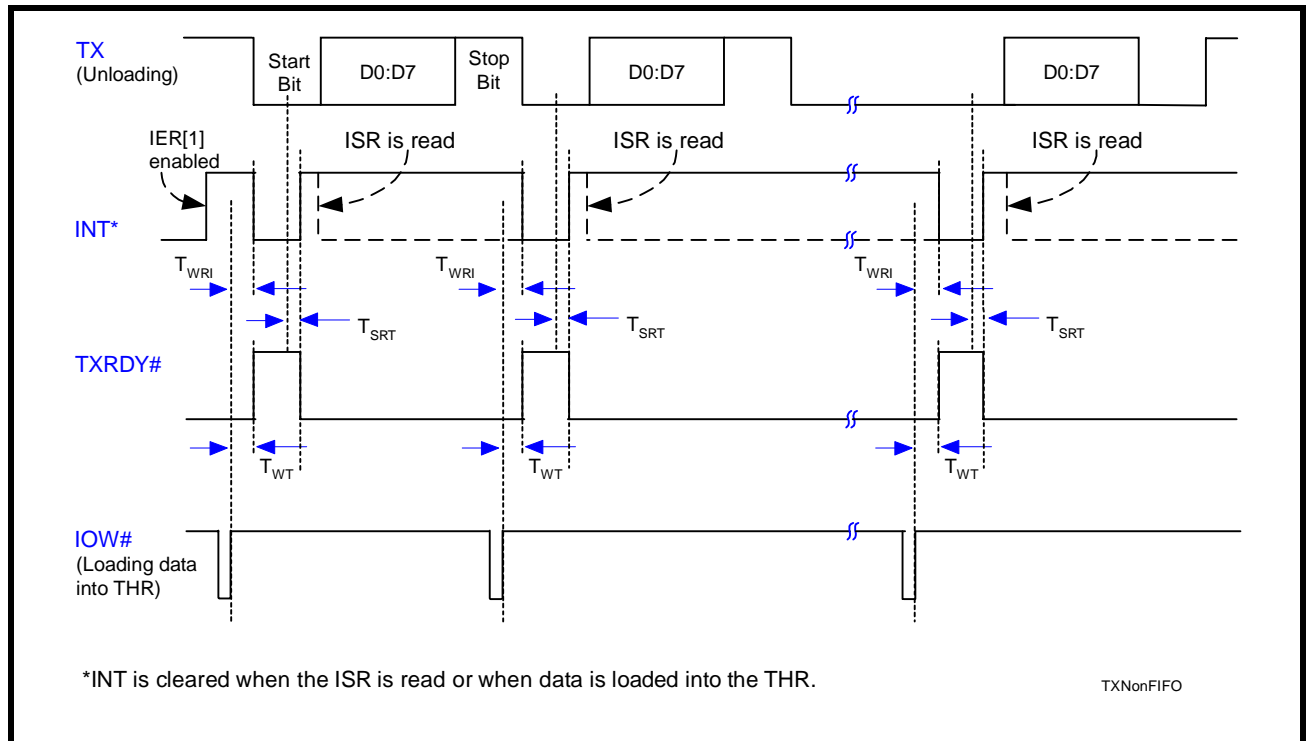 TX
(Unloading)
Start
Bit
D0:D7
Stop
Bit
D0:D7
D0:D7
IER[1]
enabled
ISR is read
ISR is read
ISR is read
INT*
TWRI
TWRI
TWRI
TSRT
TSRT
TSRT
TXRDY#
TWT
TWT
TWT
IOW#
(Loading data
into THR)
*INT is cleared when the ISR is read or when data is loaded into the THR.
TXNonFIFO